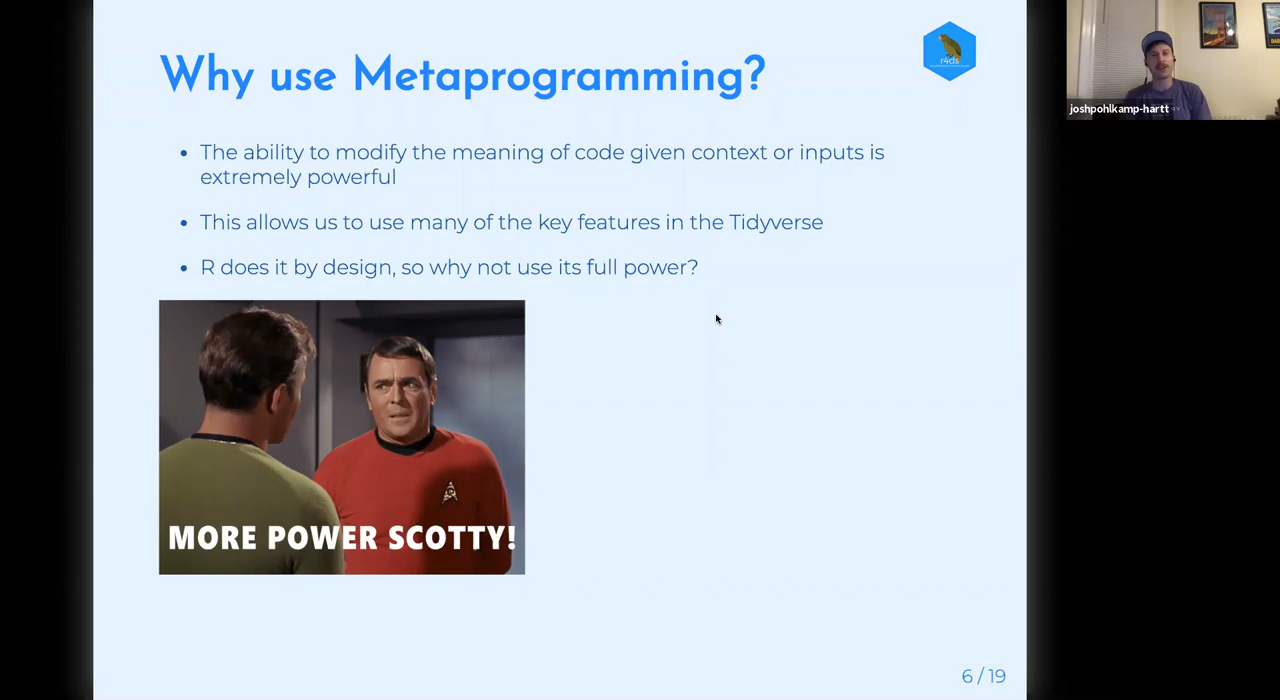 Why use Metaprogramming?
r4ds
joshpohlkamp-hartt
The ability to modify the meaning of code given context or inputs is
extremely powerful
This allows us to use many of the key features in the Tidyverse
R does it by design, so why not use its full power?
MORE POWER SCOTTY!
6 / 19